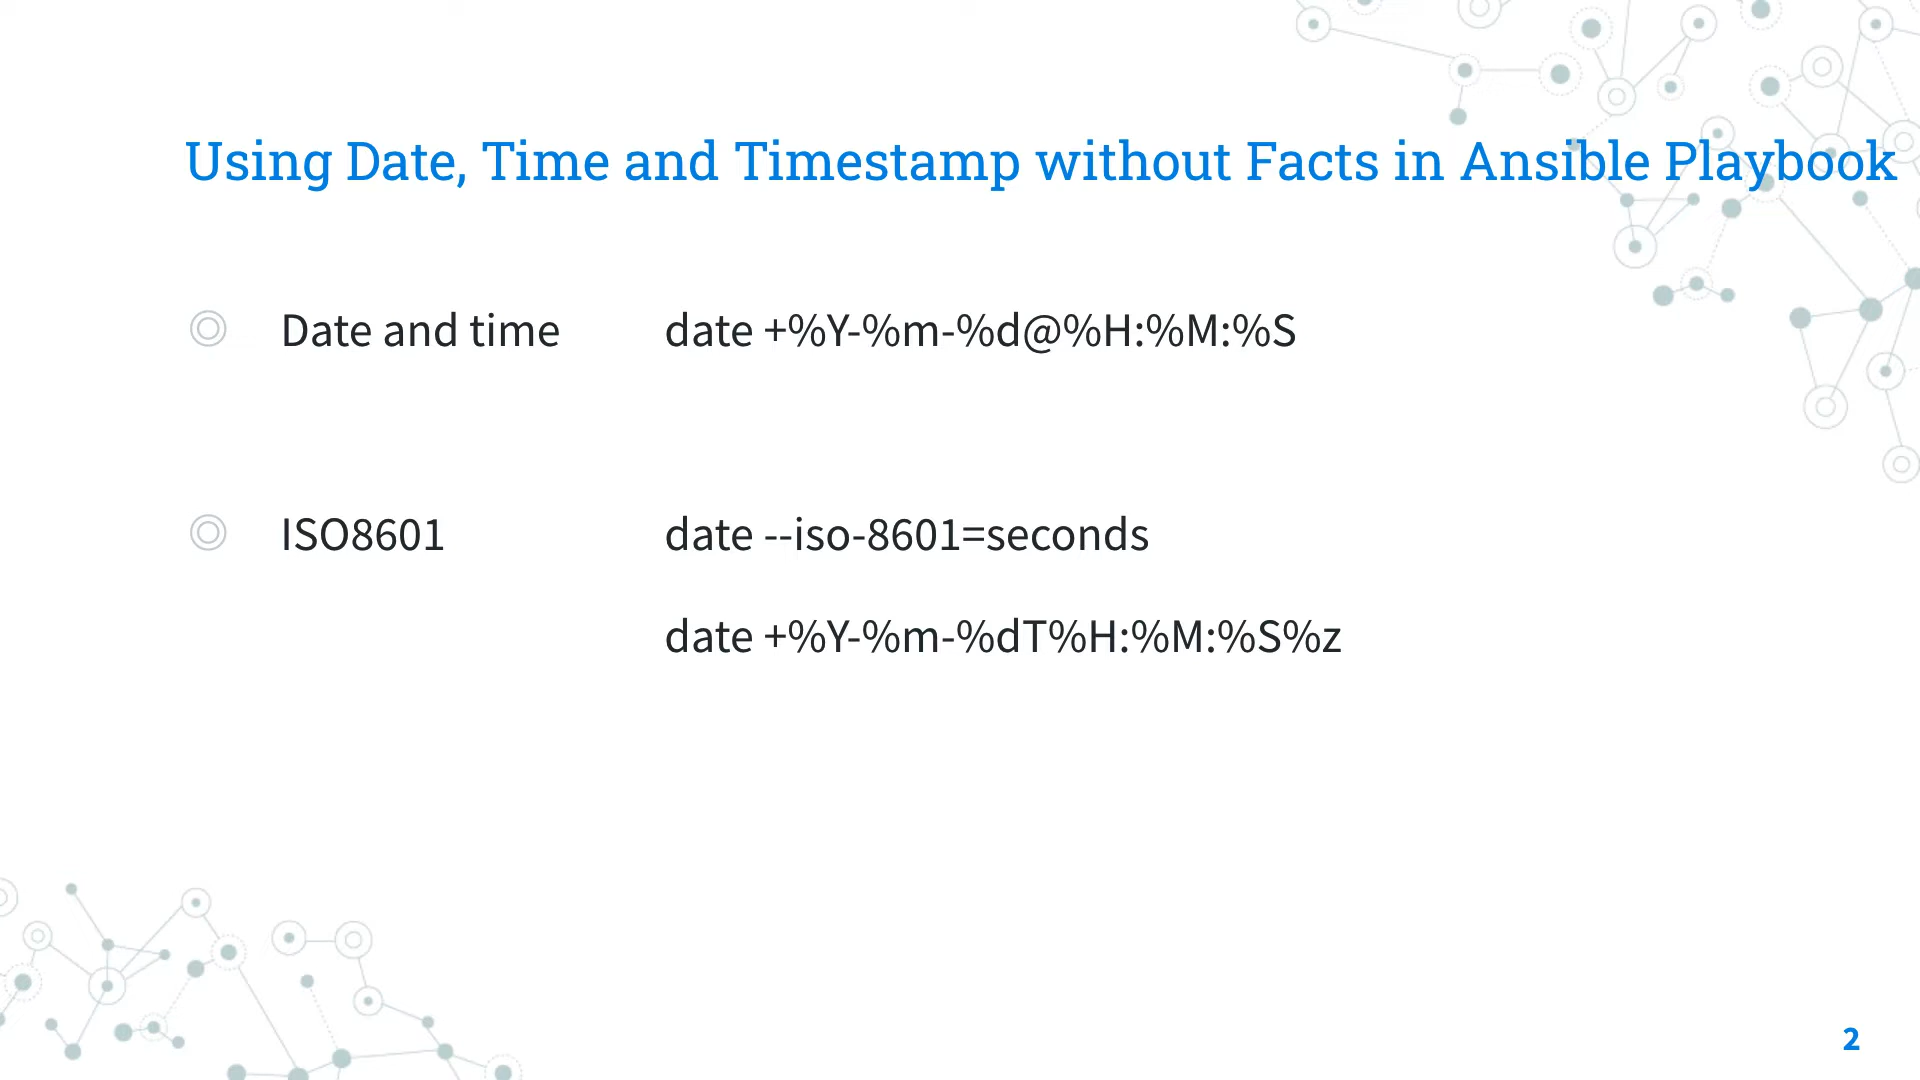 Using Date, Time and Timestamp without Facts in Ansible Playbook
Date and time date +%Y-%m-%d@%H:%M:%S
ISO8601 date --iso-8601=seconds
date +%Y-%m-%dT%H:%M:%S%z
2